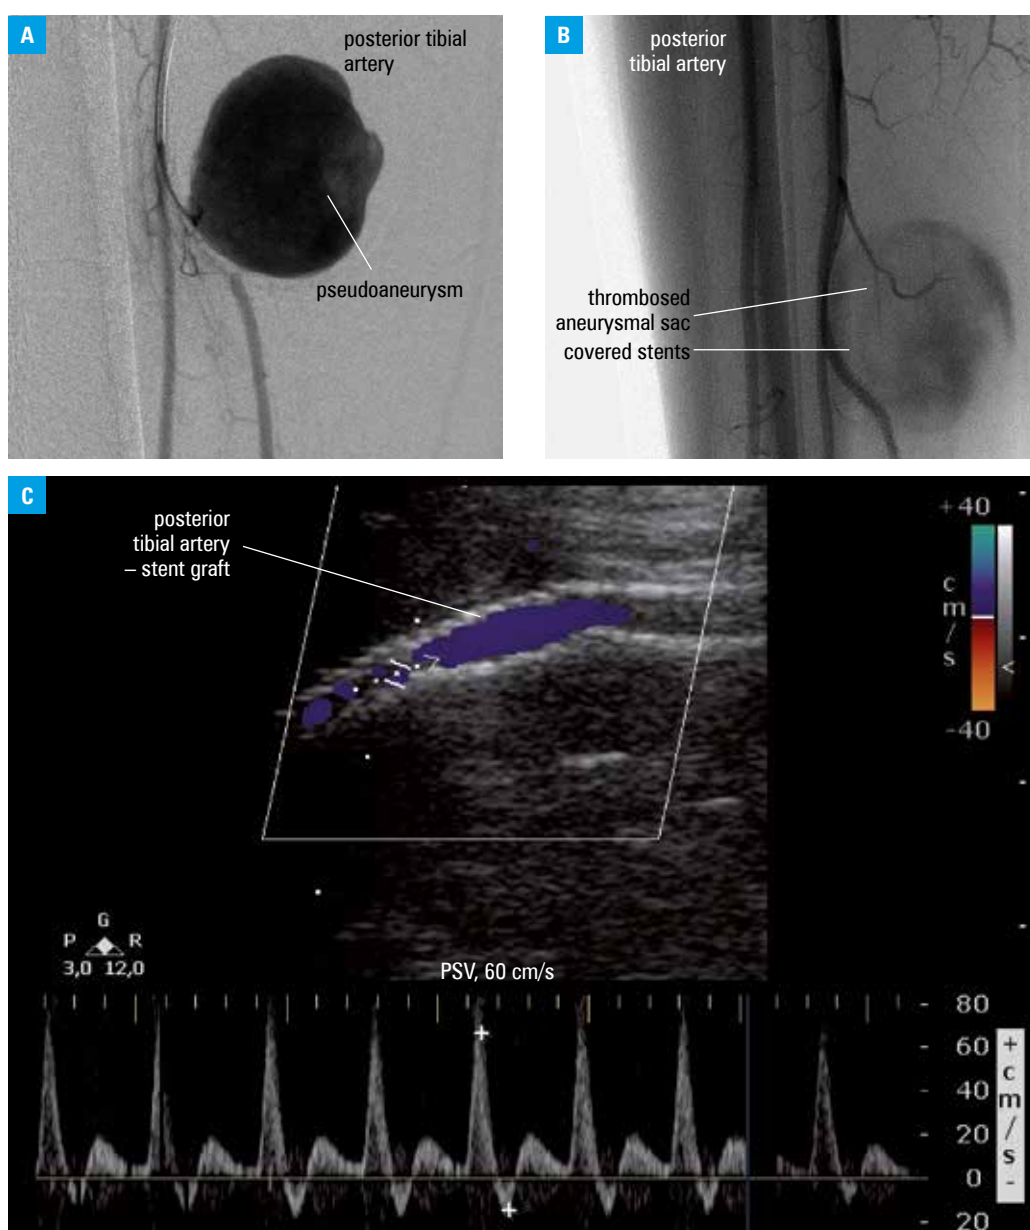 A
posterior tibial
artery
pseudoaneurysm
B
posterior
tibial artery
thrombosed
aneurysmal sac
covered stents
C
posterior
tibial artery
– stent graft
+40
c
m
/
s
<
-40
G
P R
3,0 12,0
PSV, 60 cm/s
80
60
40
20
0
20
+
c
m
/
s
-